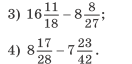 3) 16 11/18 − 8 8/27;
4) 8 17/28 − 7 23/42.